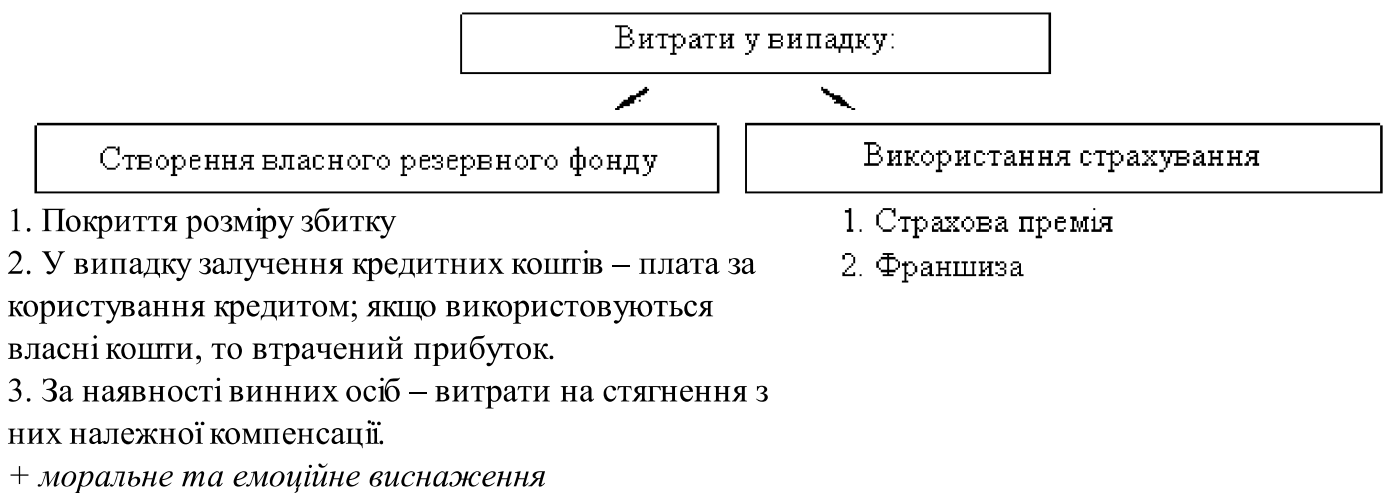 Витрати у випадку:
Створення власного резервного фонду
Використання страхування
1. Покриття розміру збитку
2. У випадку залучення кредитних коштів – плата за
користування кредитом; якщо використовуються
власні кошти, то втрачений прибуток.
3. За наявності винних осіб – витрати на стягнення з
них належної компенсації.
+ моральне та емоційне виснаження
1. Страхова премія
2. Франшиза